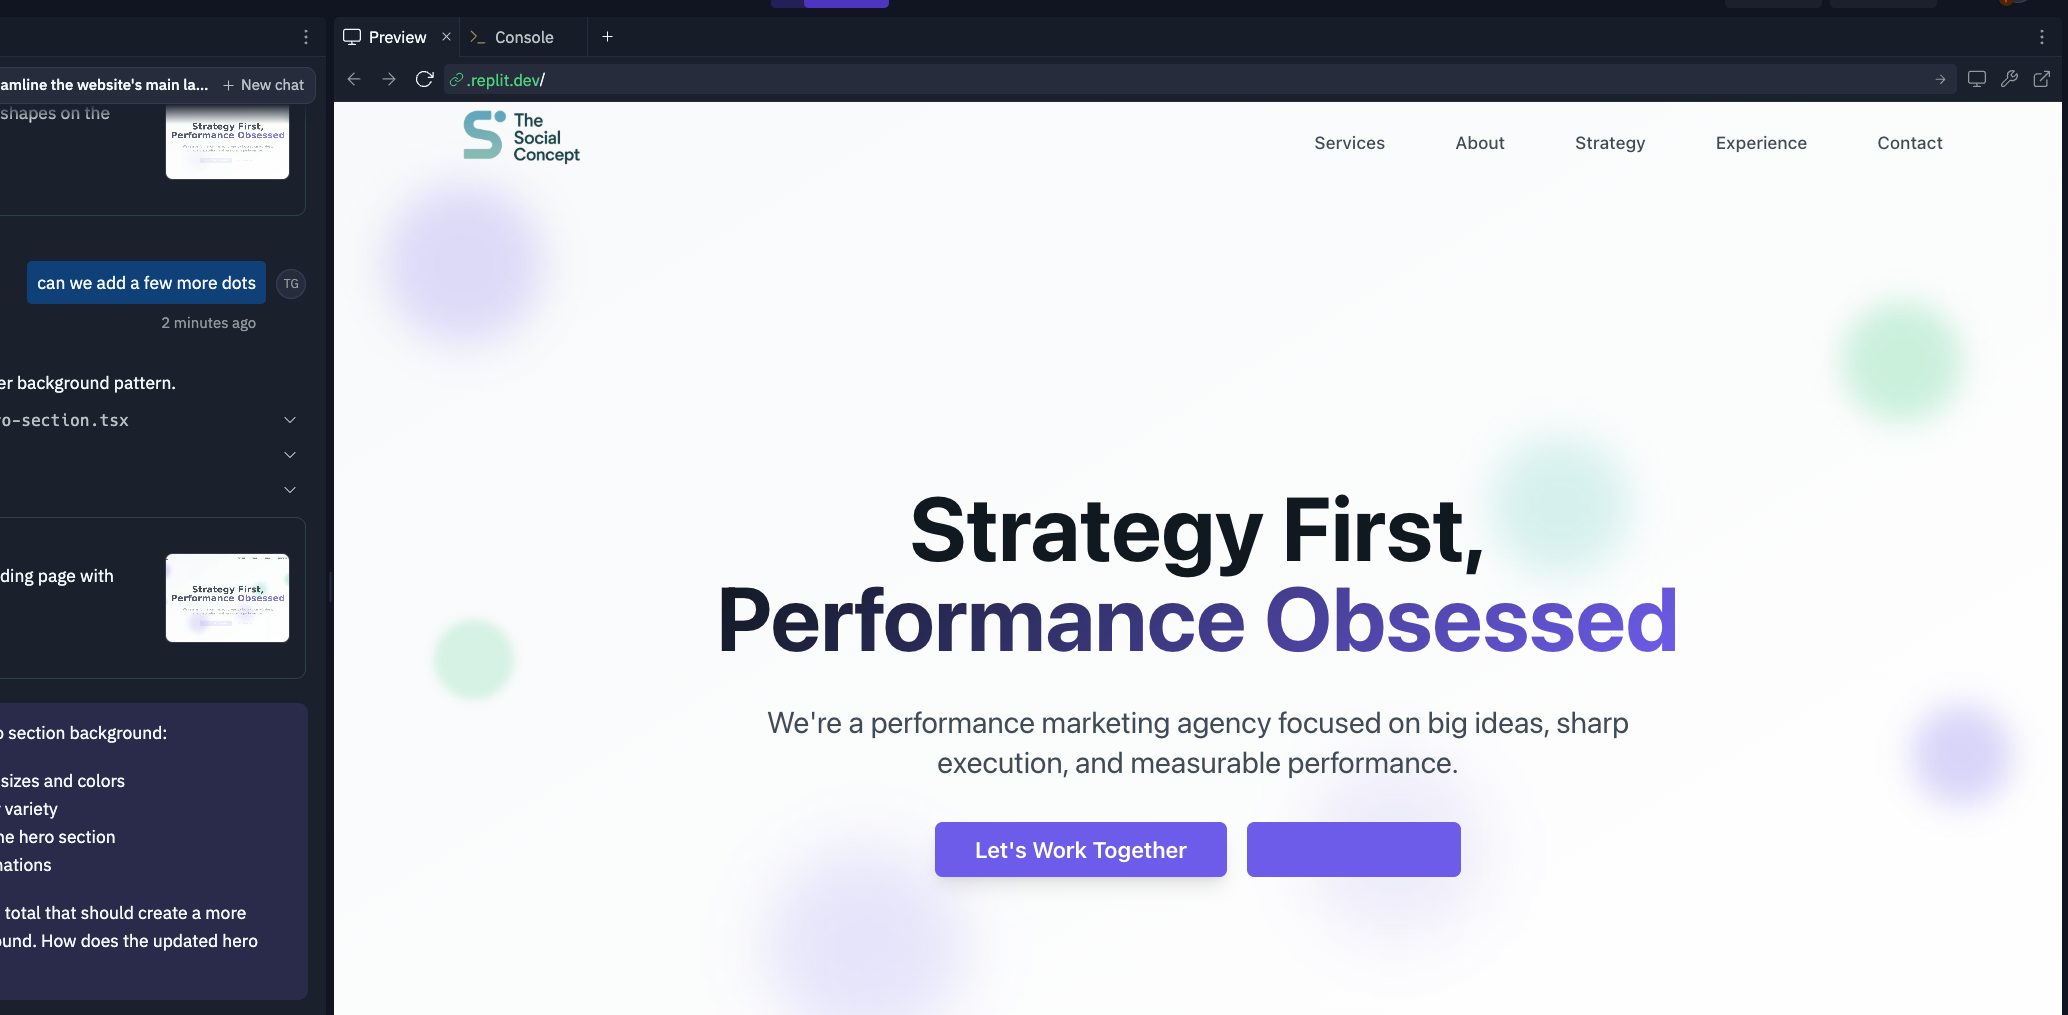 Preview
Console
amline the website's main la...
New chat
.replit.dev/
shapes on the
Strategy First,
Performance Obsessed
can we add a few more dots
TG
2 minutes ago
er background pattern.
ro-section.tsx
ding page with
Strategy First,
Performance Obsessed
o section background:
sizes and colors
variety
he hero section
nations
total that should create a more
ound. How does the updated hero
The
Social
Concept
Services
About
Strategy
Experience
Contact
Strategy First,
Performance Obsessed
We're a performance marketing agency focused on big ideas, sharp
execution, and measurable performance.
Let's Work Together